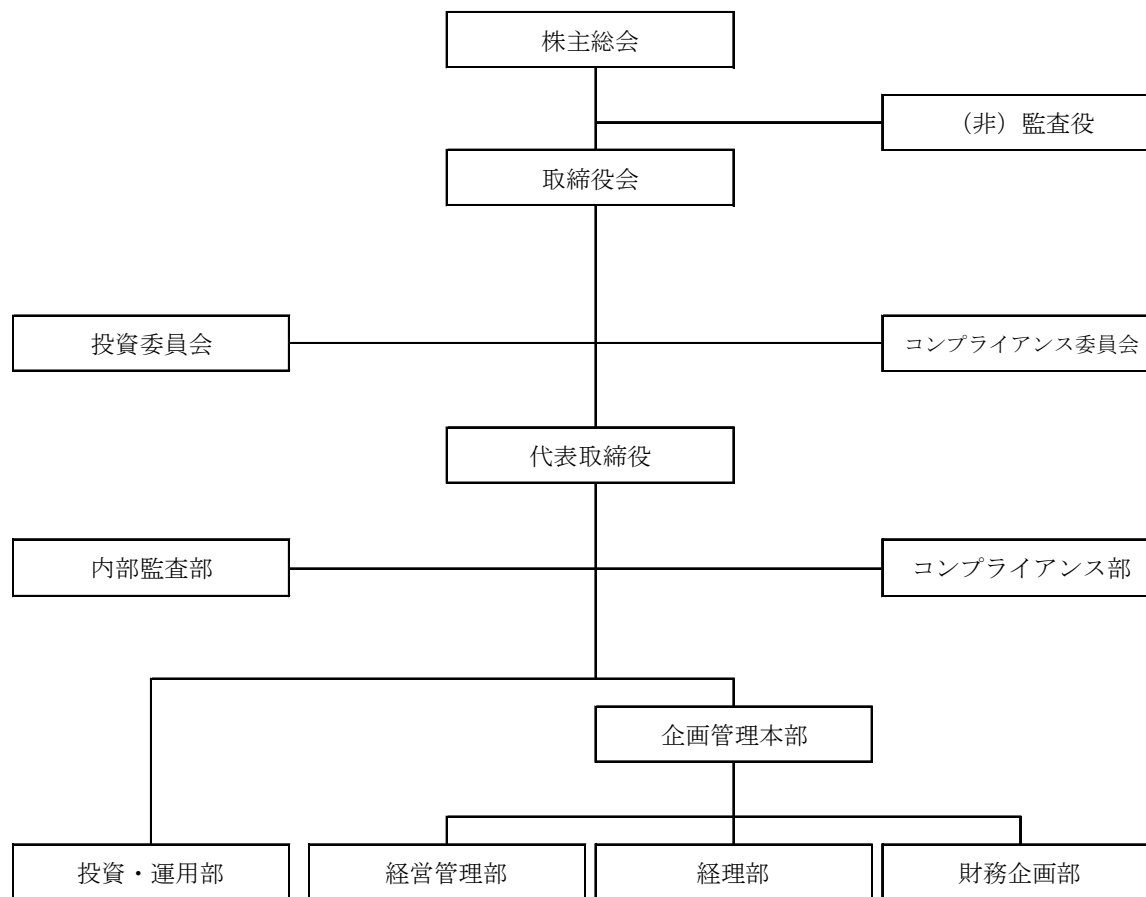 株主総会
（非）監査役
取締役会
投資委員会
コンプライアンス委員会
代表取締役
内部監査部
コンプライアンス部
企画管理本部
投資・運用部
経営管理部
経理部
財務企画部